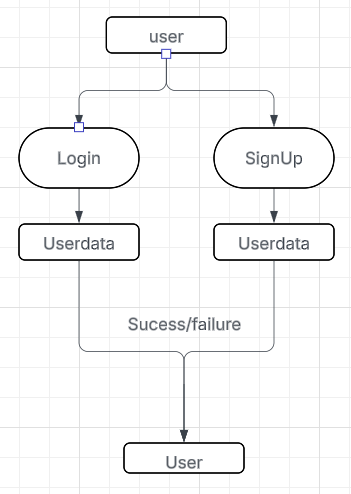 user
Login
SignUp
Userdata
Userdata
Sucess/failure
User